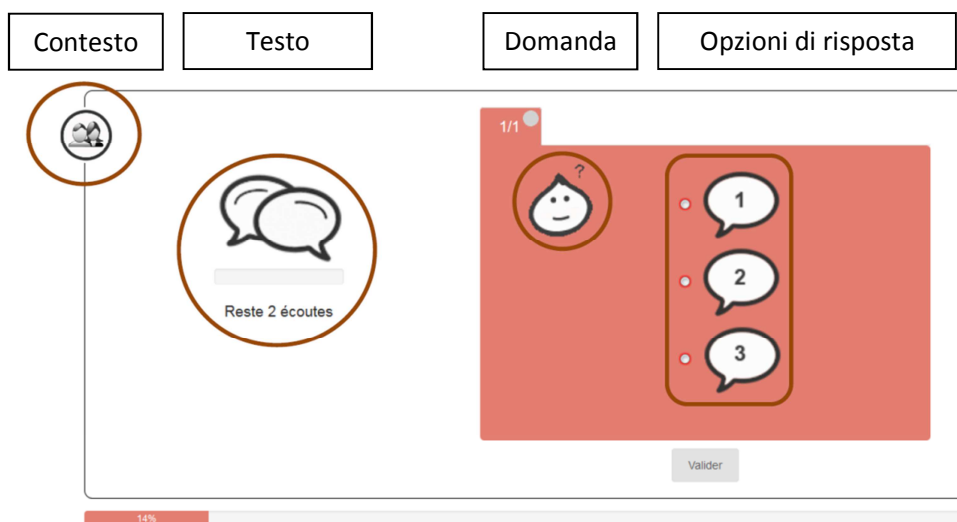 Contesto Testo Domanda Opzioni di risposta
1/1
?
1
2
Reste 2 écoutes
3
Valider
14%